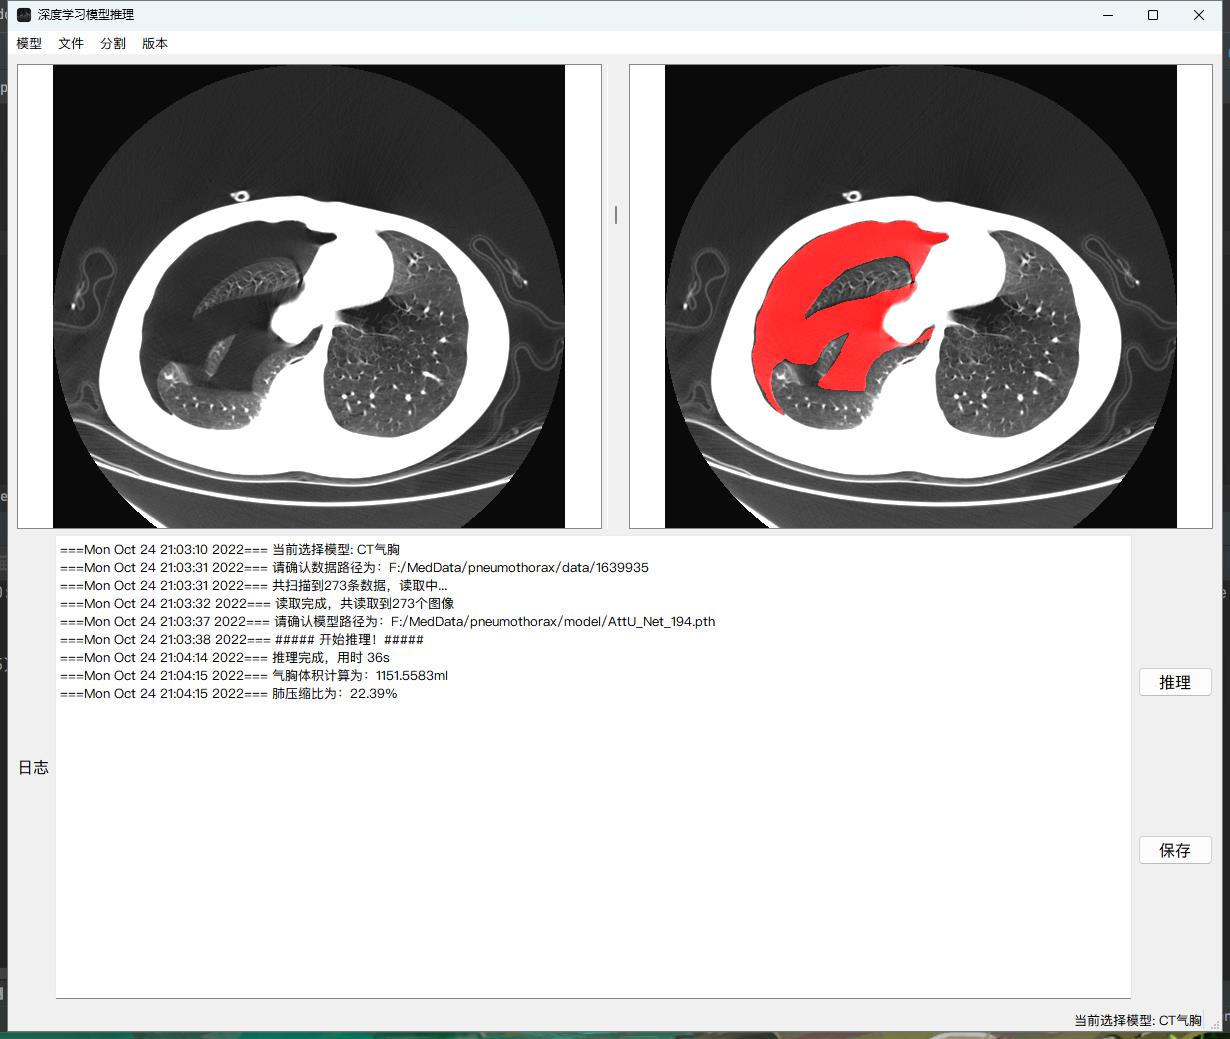 深度学习模型推理
模型 文件 分割 版本
===Mon Oct 24 21:03:10 2022=== 当前选择模型: CT气胸
===Mon Oct 24 21:03:31 2022=== 请确认数据路径为：F:/MedData/pneumothorax/data/1639935
===Mon Oct 24 21:03:31 2022=== 共扫描到273条数据，读取中...
===Mon Oct 24 21:03:32 2022=== 读取完成，共读取到273个图像
===Mon Oct 24 21:03:37 2022=== 请确认模型路径为：F:/MedData/pneumothorax/model/AttU_Net_194.pth
===Mon Oct 24 21:03:38 2022=== ##### 开始推理！#####
===Mon Oct 24 21:04:14 2022=== 推理完成，用时 36s
===Mon Oct 24 21:04:15 2022=== 气胸体积计算为：1151.5583ml
===Mon Oct 24 21:04:15 2022=== 肺压缩比为：22.39%
推理
日志
保存
当前选择模型: CT气胸